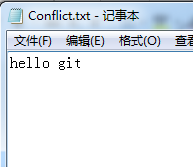 Conflict.txt - 记事本
文件(F) 编辑(E) 格式(O) 查看
hello git